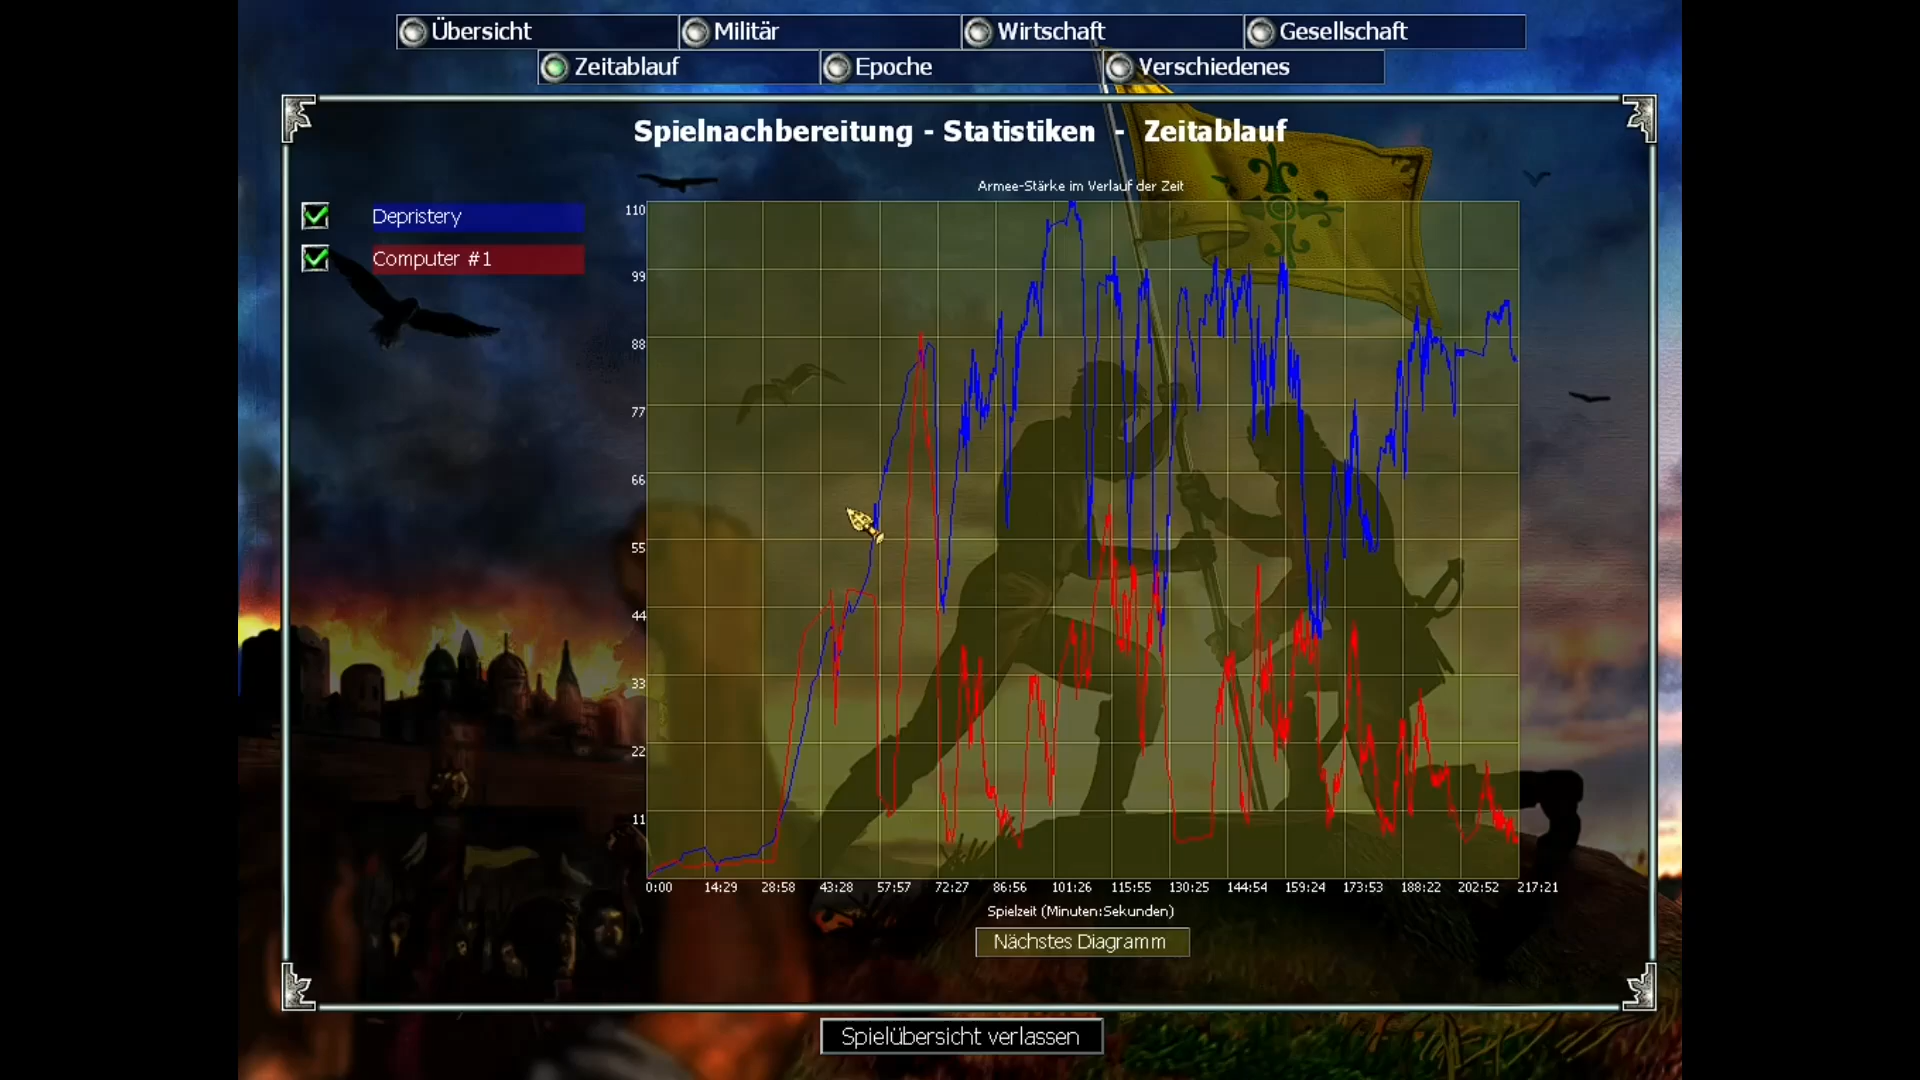 Übersicht
Militär
Wirtschaft
Gesellschaft
Zeitablauf
Epoche
Verschiedenes
Spielnachbereitung - Statistiken - Zeitablauf
Armee-Stärke im Verlauf der Zeit
Depristery
Computer #1
110
99
88
77
66
55
44
33
22
11
0:00 14:29 28:58 43:28 57:57 72:27 86:56 101:26 115:55 130:25 144:54 159:24 173:53 188:22 202:52 217:21
Spielzeit (Minuten:Sekunden)
Nächstes Diagramm
Spielübersicht verlassen